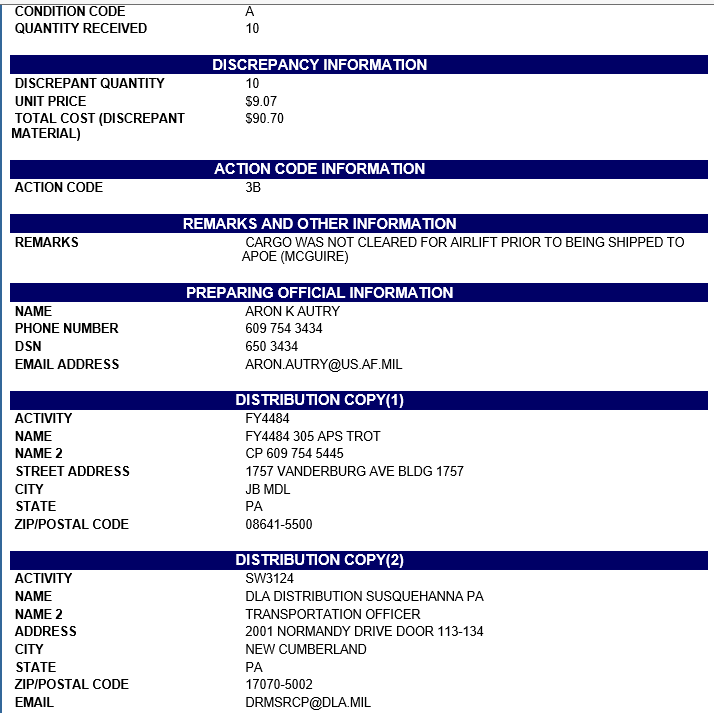 CONDITION CODE A
QUANTITY RECEIVED 10
DISCREPANCY INFORMATION
DISCREPANT QUANTITY 10
UNIT PRICE $9.07
TOTAL COST (DISCREPANT $90.70
MATERIAL)
ACTION CODE INFORMATION
ACTION CODE 3B
REMARKS AND OTHER INFORMATION
REMARKS CARGO WAS NOT CLEARED FOR AIRLIFT PRIOR TO BEING SHIPPED TO
APOE (MCGUIRE)
PREPARING OFFICIAL INFORMATION
NAME ARON K AUTRY
PHONE NUMBER 609 754 3434
DSN 650 3434
EMAIL ADDRESS ARON.AUTRY@US.AF.MIL
DISTRIBUTION COPY(1)
ACTIVITY FY4484
NAME FY4484 305 APS TROT
NAME 2 CP 609 754 5445
STREET ADDRESS 1757 VANDERBURG AVE BLDG 1757
CITY JB MDL
STATE PA
ZIP/POSTAL CODE 08641-5500
DISTRIBUTION COPY(2)
ACTIVITY SW3124
NAME DLA DISTRIBUTION SUSQUEHANNA PA
NAME 2 TRANSPORTATION OFFICER
ADDRESS 2001 NORMANDY DRIVE DOOR 113-134
CITY NEW CUMBERLAND
STATE PA
ZIP/POSTAL CODE 17070-5002
EMAIL DRMSRCP@DLA.MIL